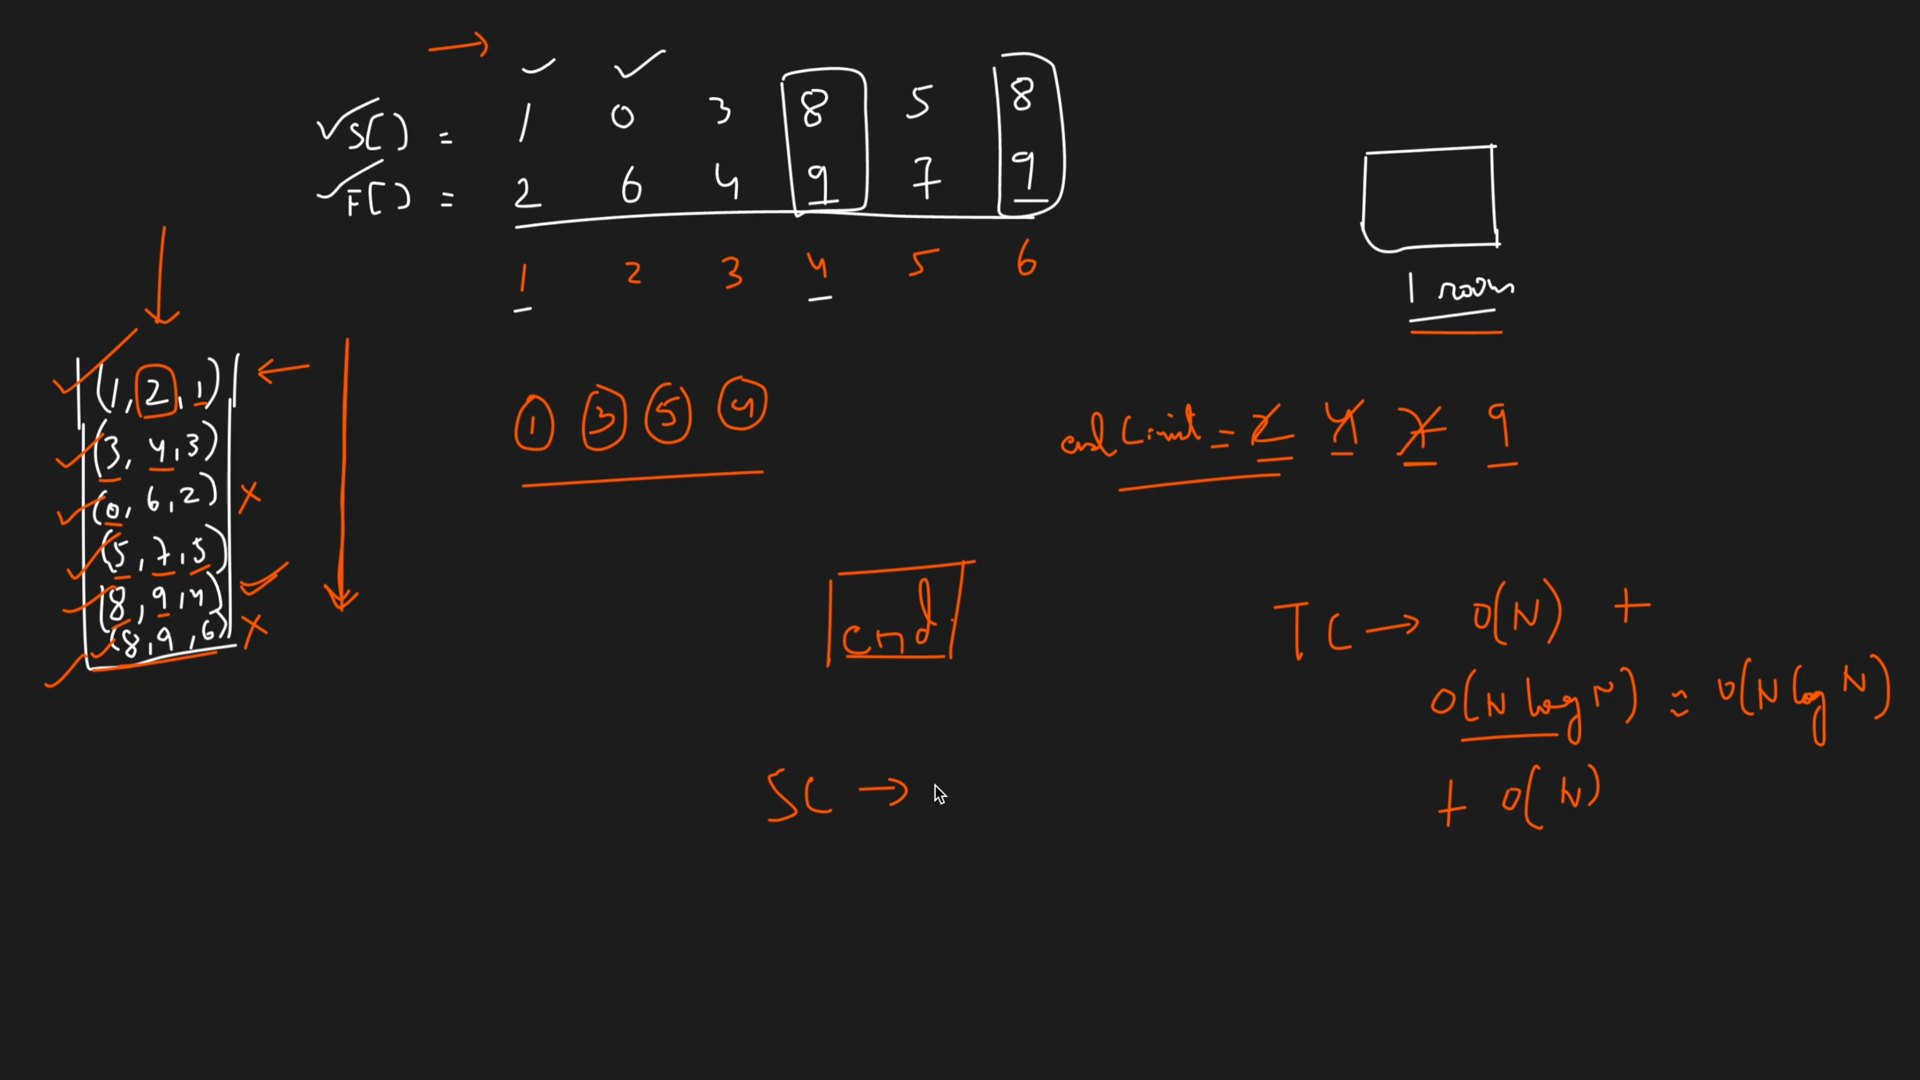 S[] = 1 0 3 8 5 8
F[] = 2 6 4 9 7 9
1 2 3 4 5 6
1 room
(1, 2, 1)
(3, 4, 3)
(0, 6, 2) x
(5, 7, 5)
(8, 9, 4)
(8, 9, 6) x
1 3 5 4
endLimit = 2 4 7 9
end
TC → O(N) +
O(N log N) ≈ O(N log N)
+ O(N)
SC →